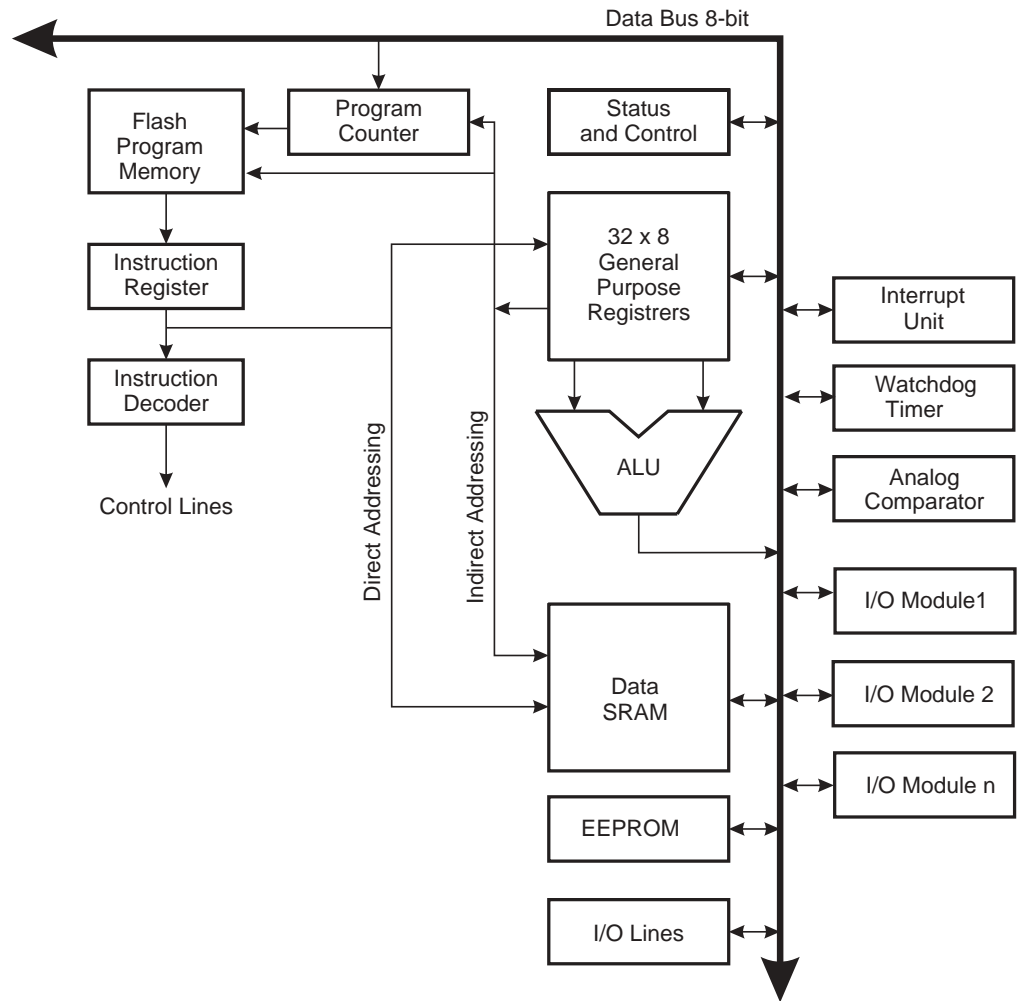 Data Bus 8-bit
Flash
Program
Memory
Program
Counter
Status
and Control
32 x 8
General
Purpose
Registrers
Instruction
Register
Interrupt
Unit
Instruction
Decoder
Watchdog
Timer
Control Lines
Direct Addressing
Indirect Addressing
ALU
Analog
Comparator
I/O Module1
Data
SRAM
I/O Module 2
I/O Module n
EEPROM
I/O Lines